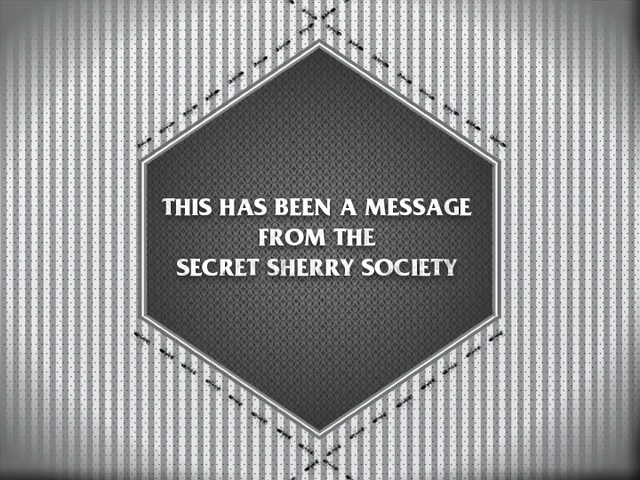 THIS HAS BEEN A MESSAGE
FROM THE
SECRET SHERRY SOCIETY